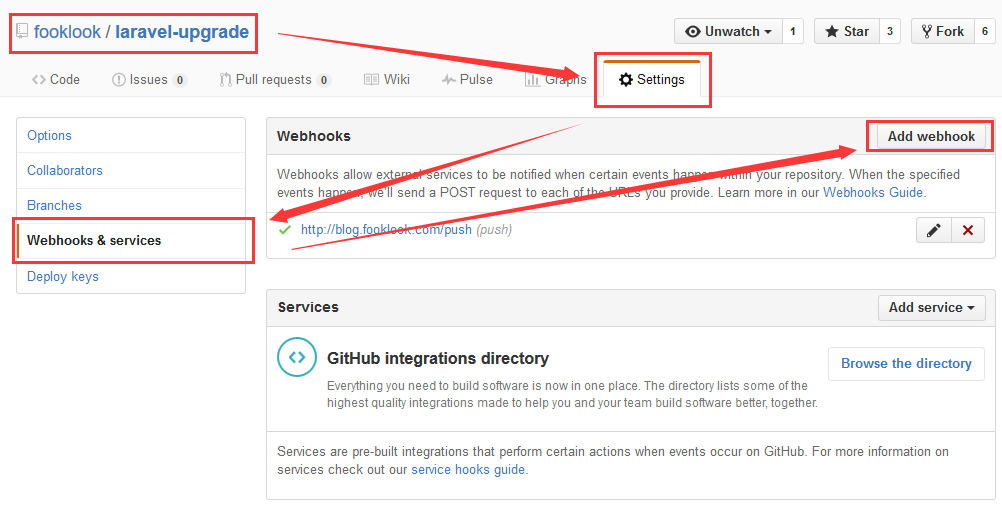 fooklook / laravel-upgrade
Unwatch 1 Star 3 Fork 6
Code Issues 0 Pull requests 0 Wiki Pulse Graphs Settings
Options
Collaborators
Branches
Webhooks & services
Deploy keys
Webhooks
Add webhook
Webhooks allow external services to be notified when certain events happen within your repository. When the specified
events happen, we'll send a POST request to each of the URLs you provide. Learn more in our Webhooks Guide.
http://blog.fooklook.com/push (push)
Services
Add service
GitHub integrations directory
Everything you need to build software is now in one place. The directory lists some of the
highest quality integrations made to help you and your team build software better, together.
Browse the directory
Services are pre-built integrations that perform certain actions when events occur on GitHub. For more information on
services check out our service hooks guide.